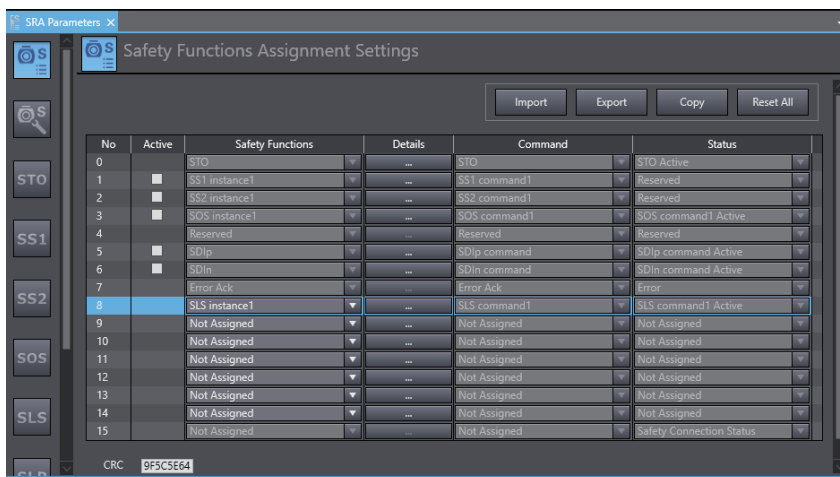 SRA Parameters ×
S Safety Functions Assignment Settings
S
Import Export Copy Reset All
S
No Active Safety Functions Details Command Status
0 STO ... STO STO Active
STO
1 SS1 instance1 ... SS1 command1 Reserved
2 SS2 instance1 ... SS2 command1 Reserved
3 SOS instance1 ... SOS command1 SOS command1 Active
SS1
4 Reserved ... Reserved Reserved
5 SDIp ... SDIp command SDIp command Active
6 SDIn ... SDIn command SDIn command Active
7 Error Ack ... Error Ack Error
SS2
8 SLS instance1 ... SLS command1 SLS command1 Active
9 Not Assigned ... Not Assigned Not Assigned
10 Not Assigned ... Not Assigned Not Assigned
11 Not Assigned ... Not Assigned Not Assigned
SOS
12 Not Assigned ... Not Assigned Not Assigned
13 Not Assigned ... Not Assigned Not Assigned
14 Not Assigned ... Not Assigned Not Assigned
SLS
15 Not Assigned ... Not Assigned Safety Connection Status
CRC 9F5C5E64